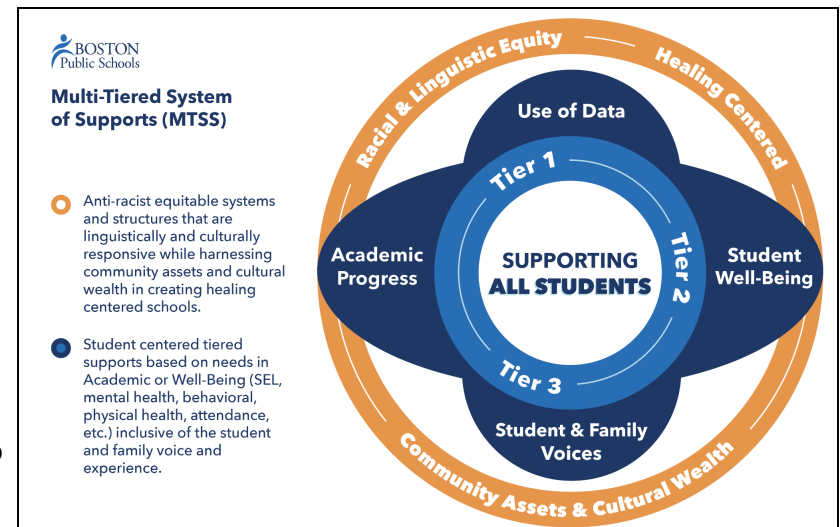 BOSTON
Public Schools
Multi-Tiered System
of Supports (MTSS)
Anti-racist equitable systems
and structures that are
linguistically and culturally
responsive while harnessing
community assets and cultural
wealth in creating healing
centered schools.
Student centered tiered
supports based on needs in
Academic or Well-Being (SEL,
mental health, behavioral,
physical health, attendance,
etc.) inclusive of the student
and family voice and
experience.
Racial & Linguistic Equity
Healing Centered
Use of Data
Tier 1
Academic
Progress
SUPPORTING
ALL STUDENTS
Tier 2
Student
Well-Being
Tier 3
Student & Family
Voices
Community Assets & Cultural Wealth